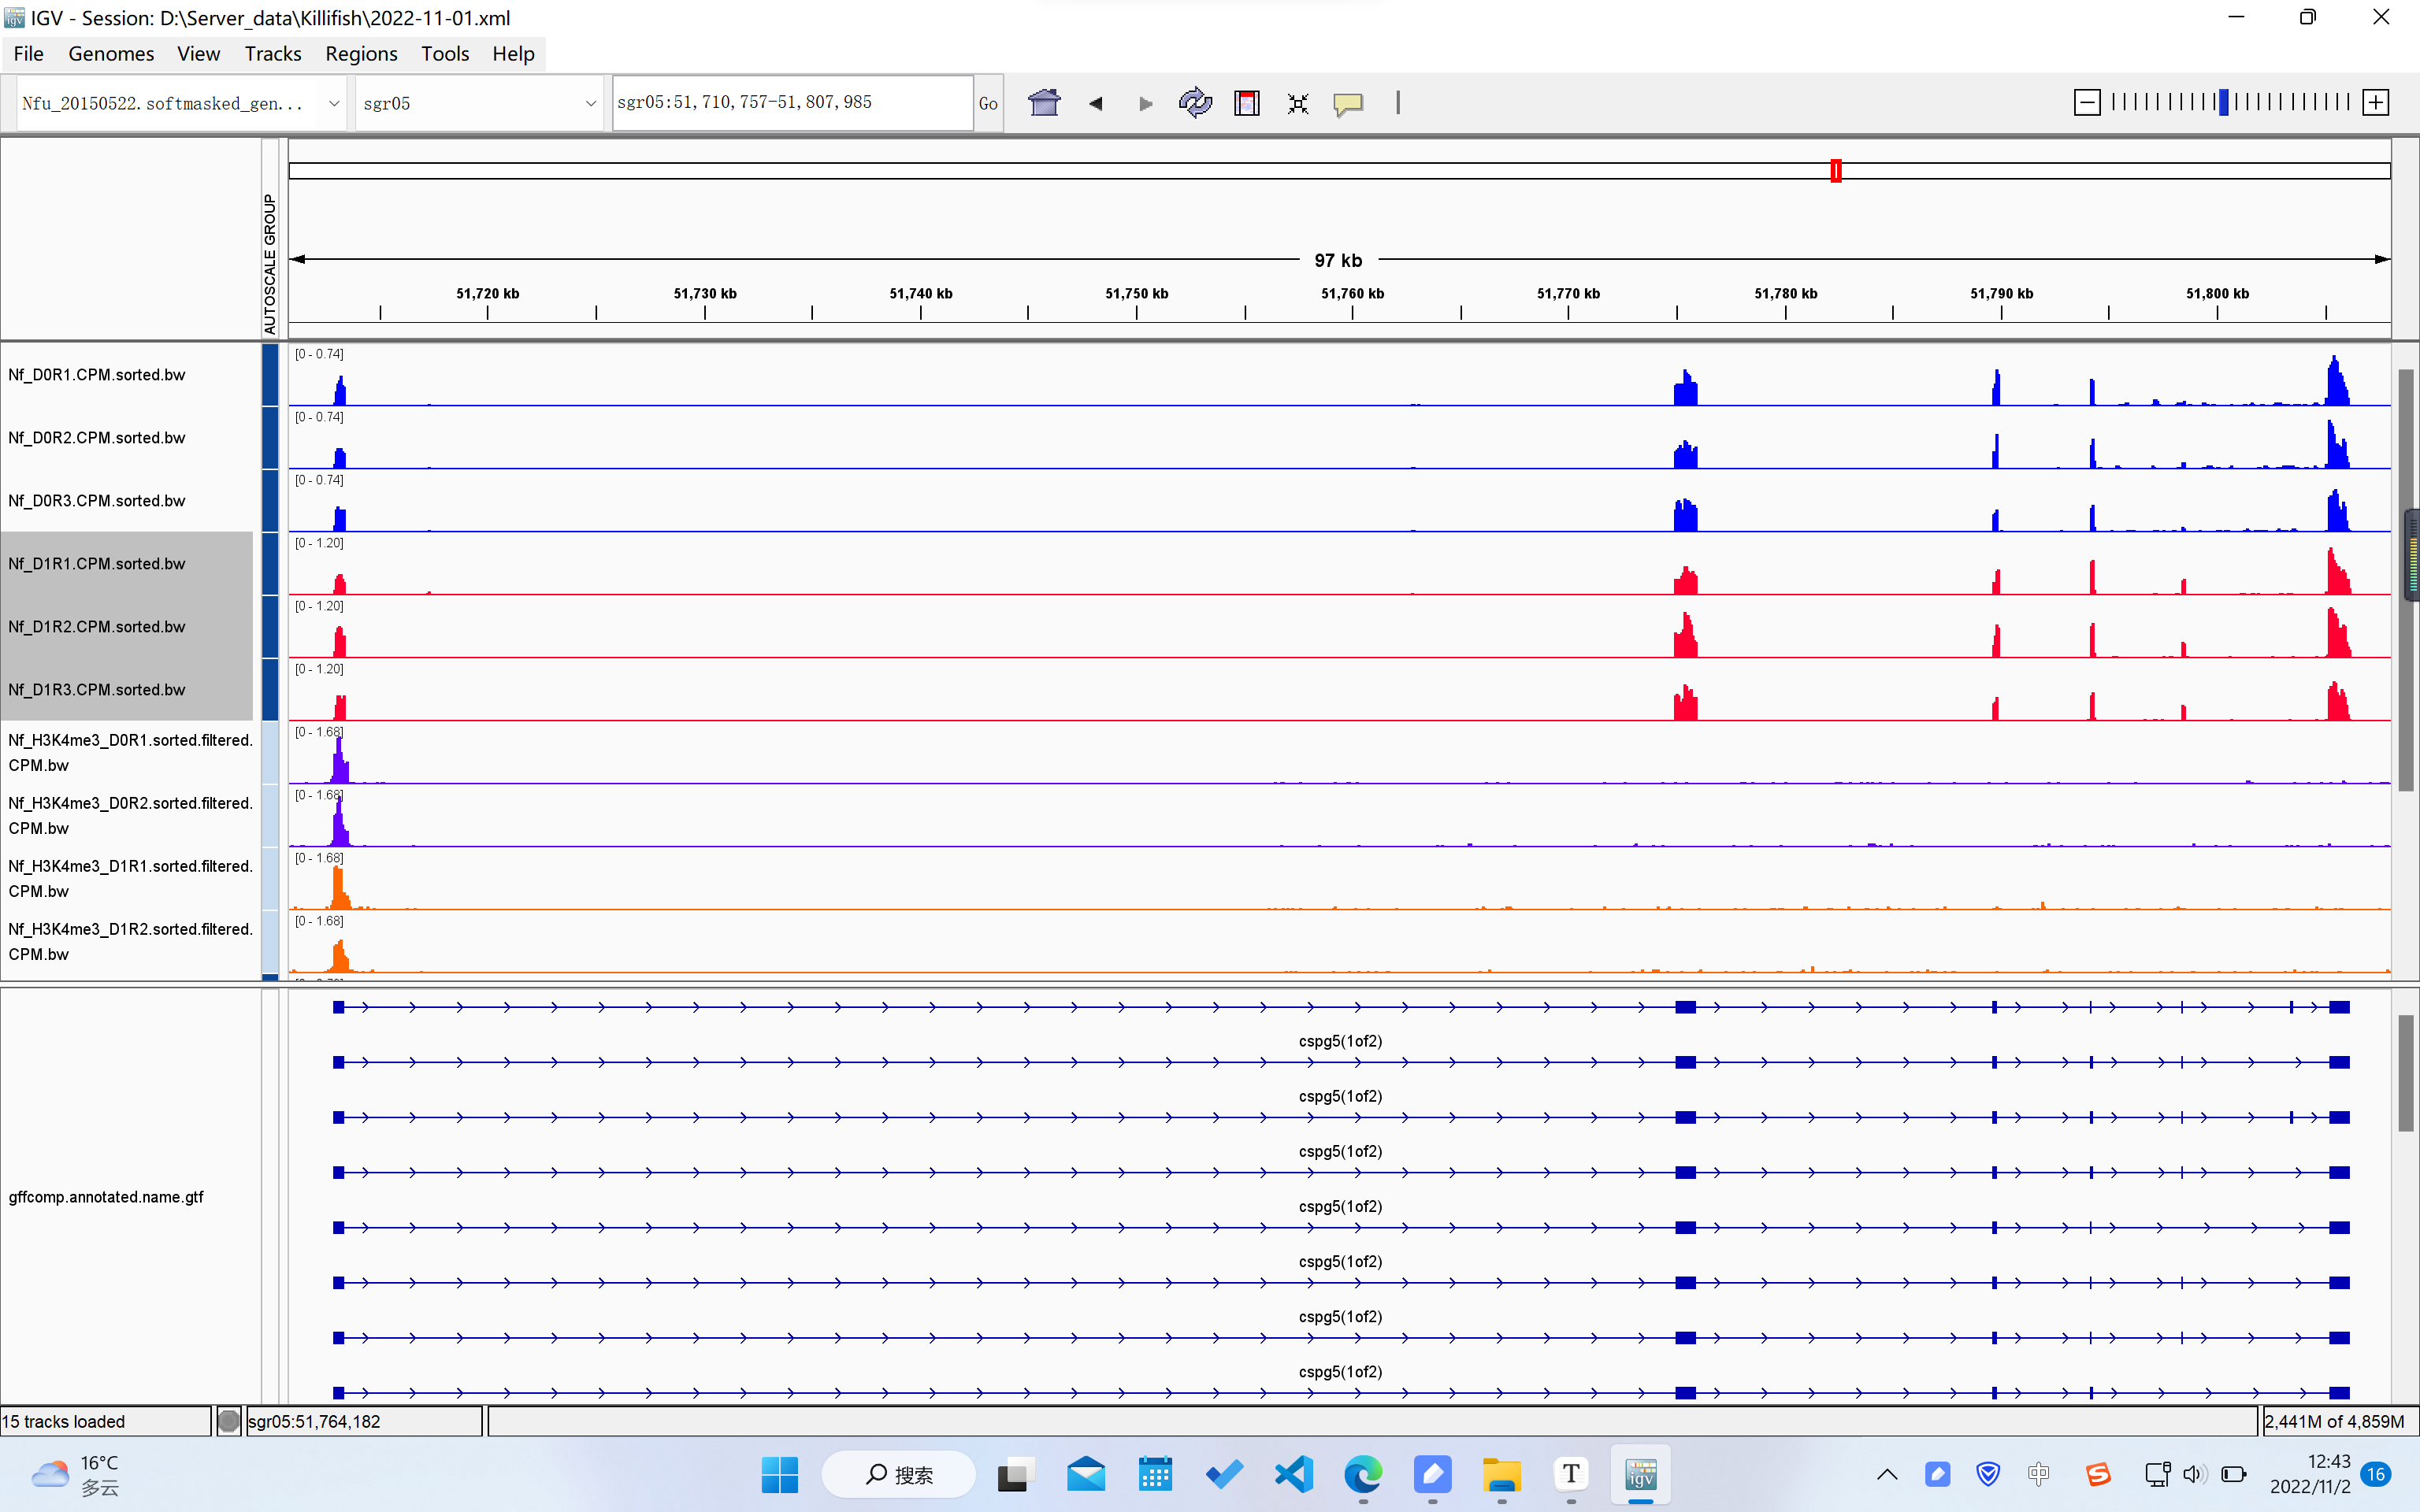 IGV - Session: D:\Server_data\Killifish\2022-11-01.xml
File Genomes View Tracks Regions Tools Help
Nfu_20150522.softmasked_gen... sgr05 sgr05:51,710,757-51,807,985 Go
AUTOSCALE GROUP
97 kb
51,720 kb 51,730 kb 51,740 kb 51,750 kb 51,760 kb 51,770 kb 51,780 kb 51,790 kb 51,800 kb
[0 - 0.74]
Nf_D0R1.CPM.sorted.bw
[0 - 0.74]
Nf_D0R2.CPM.sorted.bw
[0 - 0.74]
Nf_D0R3.CPM.sorted.bw
[0 - 1.20]
Nf_D1R1.CPM.sorted.bw
[0 - 1.20]
Nf_D1R2.CPM.sorted.bw
[0 - 1.20]
Nf_D1R3.CPM.sorted.bw
[0 - 1.68]
Nf_H3K4me3_D0R1.sorted.filtered.
CPM.bw
[0 - 1.68]
Nf_H3K4me3_D0R2.sorted.filtered.
CPM.bw
[0 - 1.68]
Nf_H3K4me3_D1R1.sorted.filtered.
CPM.bw
[0 - 1.68]
Nf_H3K4me3_D1R2.sorted.filtered.
CPM.bw
cspg5(1of2)
cspg5(1of2)
cspg5(1of2)
gffcomp.annotated.name.gtf
cspg5(1of2)
cspg5(1of2)
cspg5(1of2)
cspg5(1of2)
15 tracks loaded sgr05:51,764,182 2,441M of 4,859M
16°C
多云
搜索
T
igv
中
S
12:43
2022/11/2
16